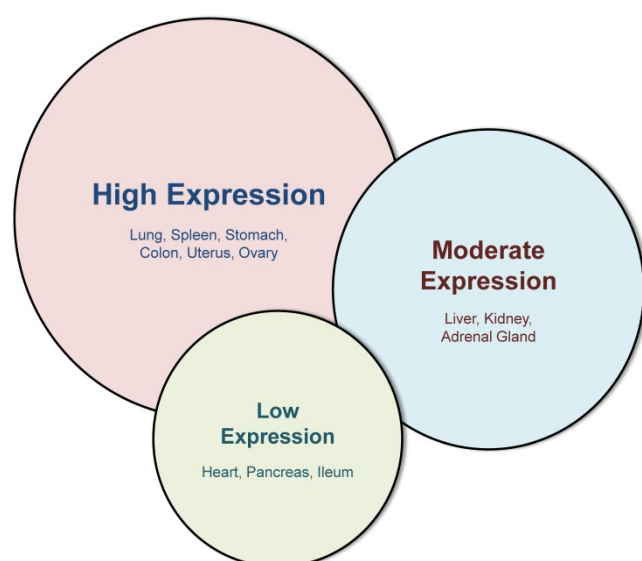 High Expression
Lung, Spleen, Stomach,
Colon, Uterus, Ovary
Moderate
Expression
Liver, Kidney,
Adrenal Gland
Low
Expression
Heart, Pancreas, Ileum